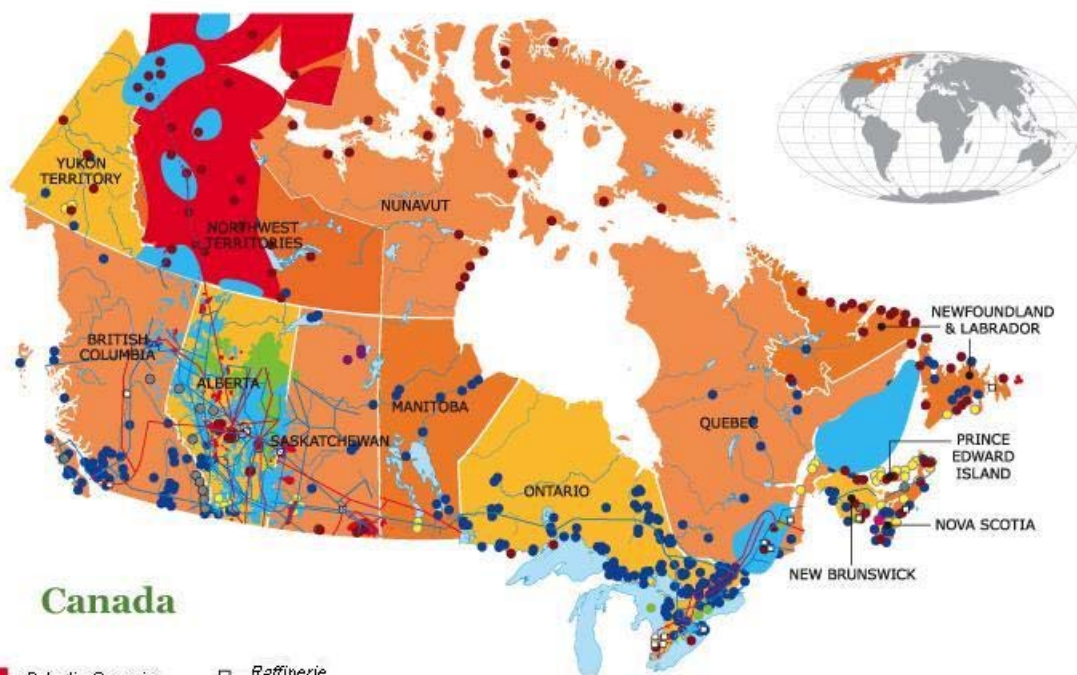 YUKON
TERRITORY
NORTHWEST
TERRITORIES
NUNAVUT
BRITISH
COLUMBIA
ALBERTA
SASKATCHEWAN
MANITOBA
ONTARIO
QUEBEC
NEWFOUNDLAND
& LABRADOR
PRINCE
EDWARD
ISLAND
NOVA SCOTIA
NEW BRUNSWICK
Canada
Raffinerie